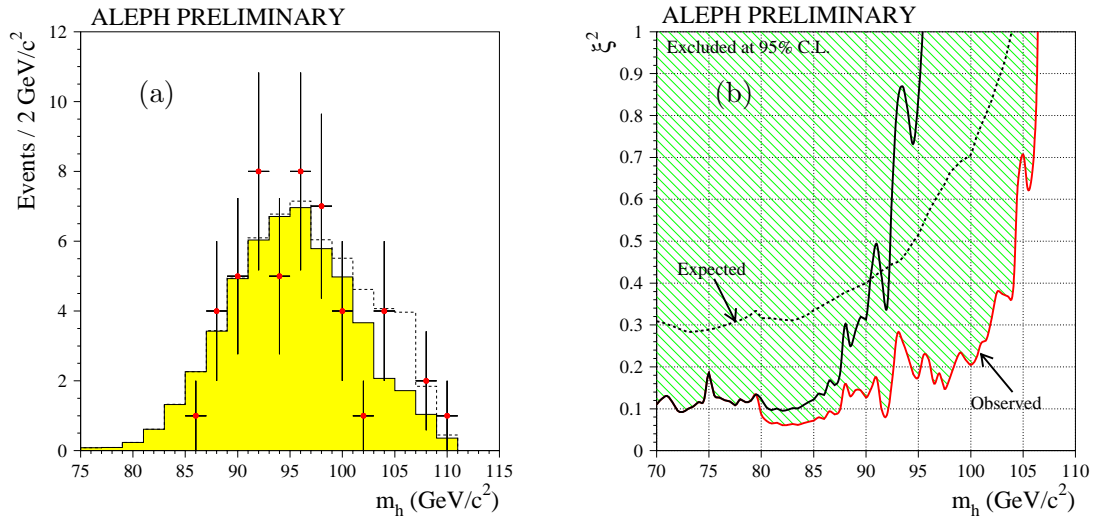 ALEPH PRELIMINARY
Events / 2 GeV/c²
12
10
8
6
4
2
0
(a)
75 80 85 90 95 100 105 110 115
m_h (GeV/c²)
ALEPH PRELIMINARY
ξ²
1
0.9
0.8
0.7
0.6
0.5
0.4
0.3
0.2
0.1
0
Excluded at 95% C.L.
(b)
Expected
Observed
70 75 80 85 90 95 100 105 110
m_h (GeV/c²)